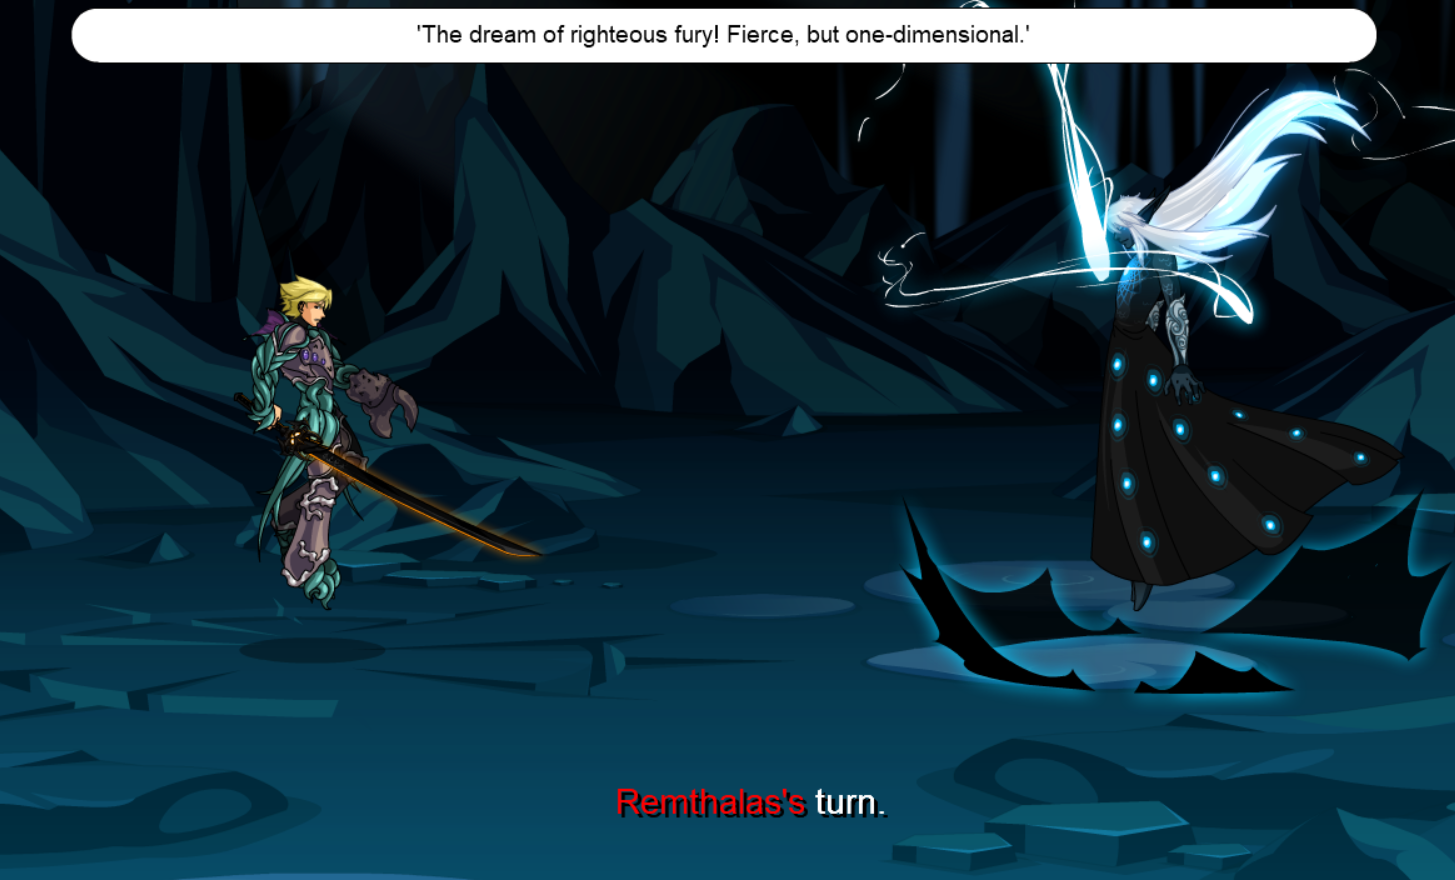 'The dream of righteous fury! Fierce, but one-dimensional.'
Remthalas's turn.